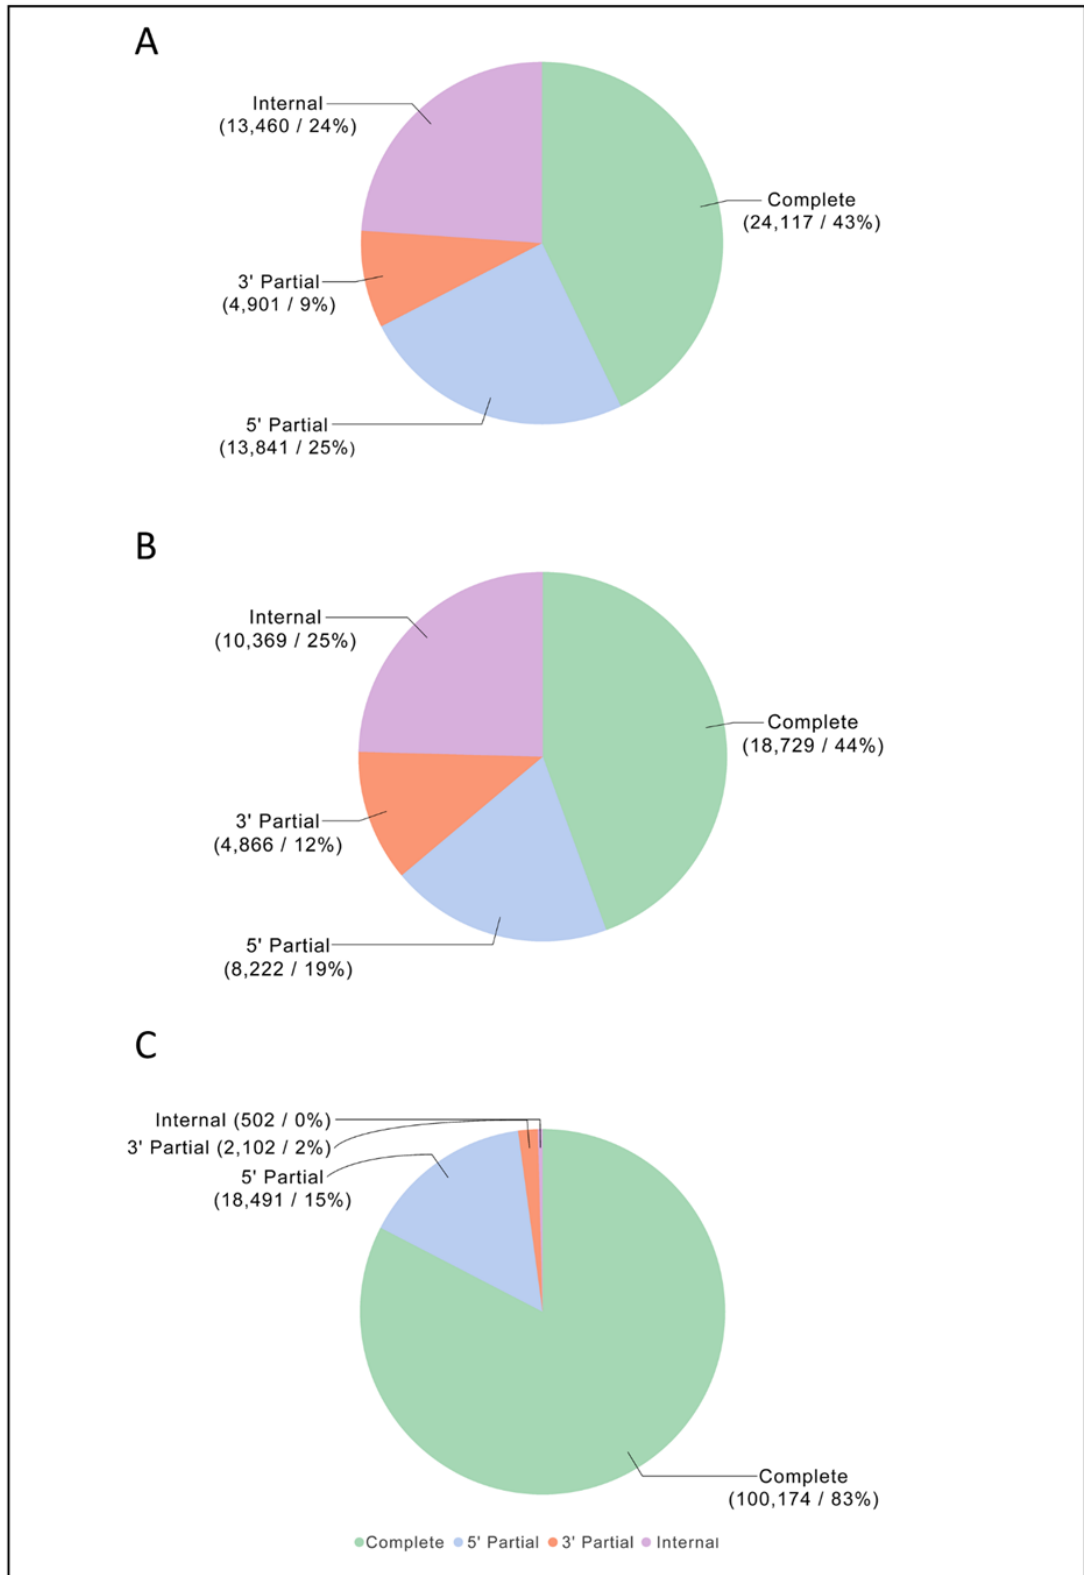 A
Internal
(13,460 / 24%)
Complete
(24,117 / 43%)
3' Partial
(4,901 / 9%)
5' Partial
(13,841 / 25%)
B
Internal
(10,369 / 25%)
Complete
(18,729 / 44%)
3' Partial
(4,866 / 12%)
5' Partial
(8,222 / 19%)
C
Internal (502 / 0%)
3' Partial (2,102 / 2%)
5' Partial
(18,491 / 15%)
Complete
(100,174 / 83%)
Complete 5' Partial 3' Partial Internal